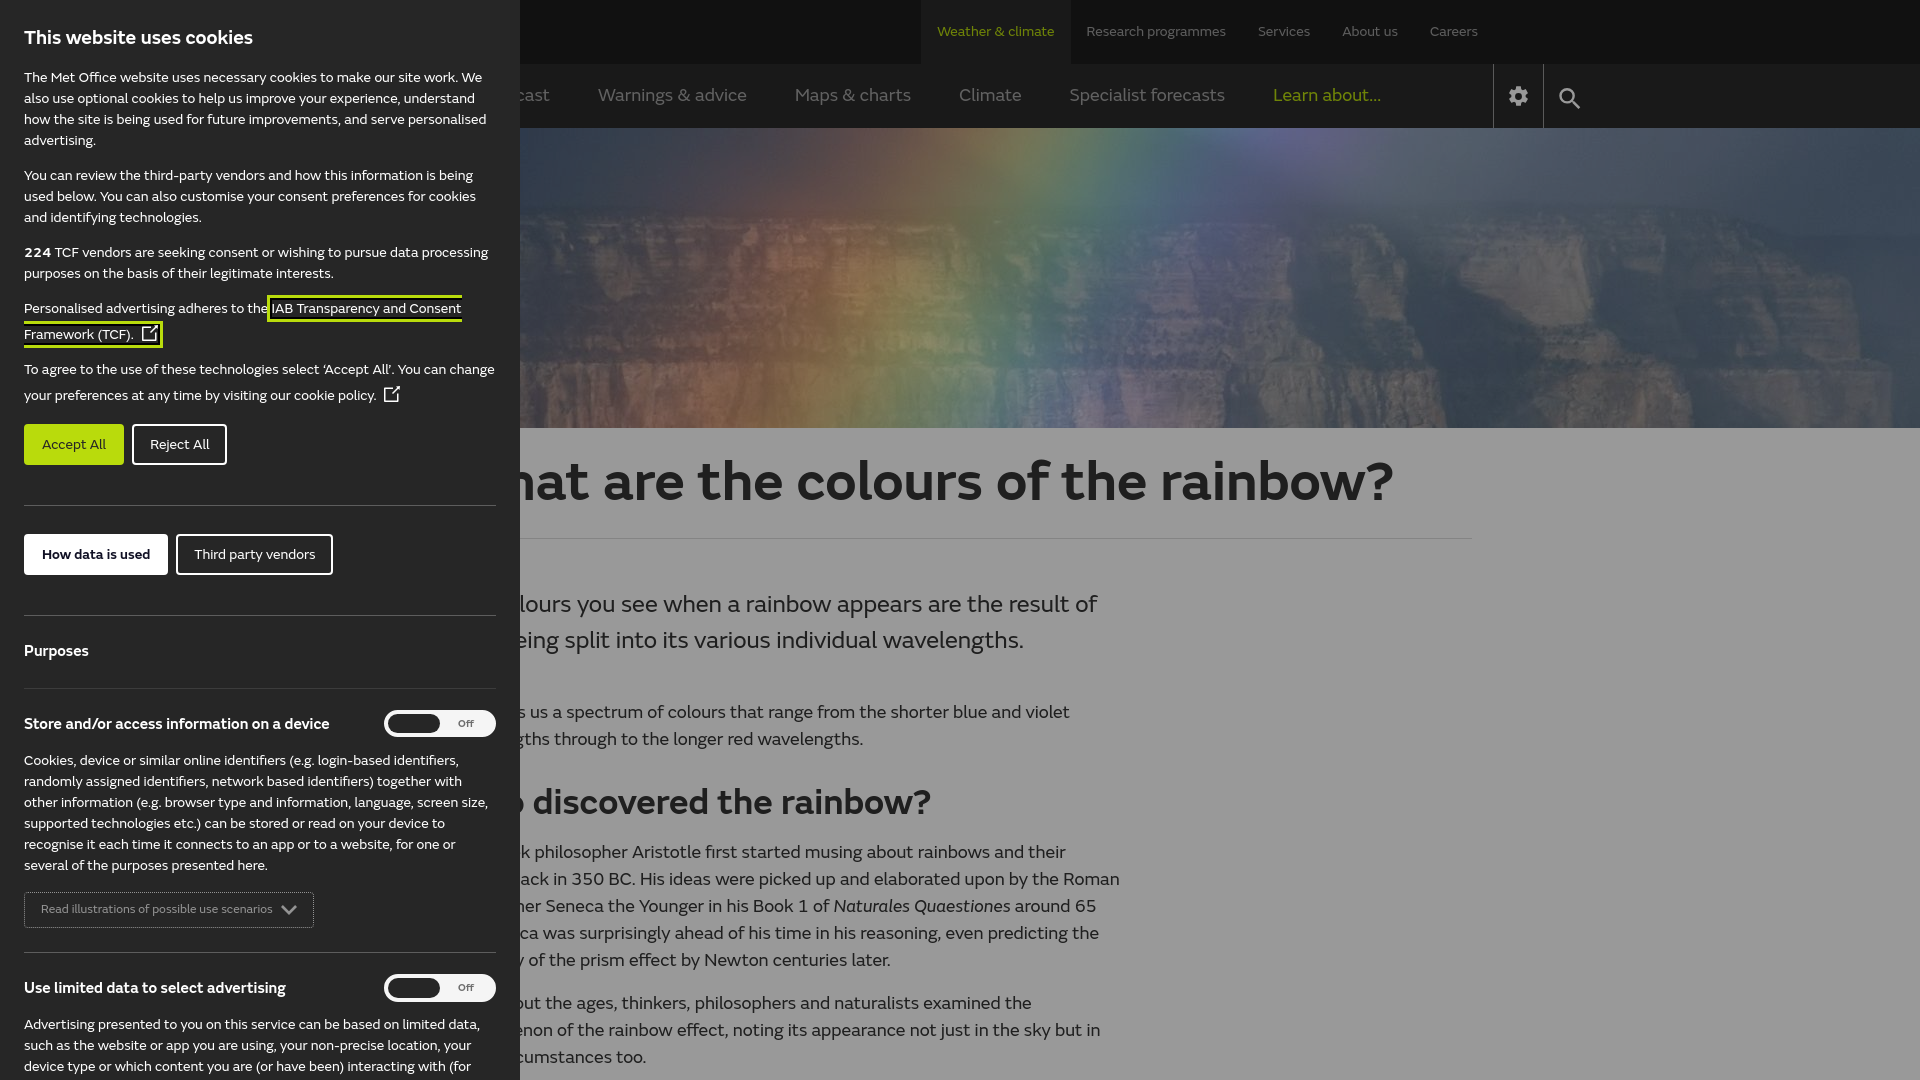 This website uses cookies
The Met Office website uses necessary cookies to make our site work. We
also use optional cookies to help us improve your experience, understand
how the site is being used for future improvements, and serve personalised
advertising.
You can review the third-party vendors and how this information is being
used below. You can also customise your consent preferences for cookies
and identifying technologies.
224 TCF vendors are seeking consent or wishing to pursue data processing
purposes on the basis of their legitimate interests.
Personalised advertising adheres to the IAB Transparency and Consent
Framework (TCF).
To agree to the use of these technologies select ‘Accept All’. You can change
your preferences at any time by visiting our cookie policy.
Accept All Reject All
How data is used Third party vendors
Purposes
Store and/or access information on a device Off
Cookies, device or similar online identifiers (e.g. login-based identifiers,
randomly assigned identifiers, network based identifiers) together with
other information (e.g. browser type and information, language, screen size,
supported technologies etc.) can be stored or read on your device to
recognise it each time it connects to an app or to a website, for one or
several of the purposes presented here.
Read illustrations of possible use scenarios
Use limited data to select advertising Off
Advertising presented to you on this service can be based on limited data,
such as the website or app you are using, your non-precise location, your
device type or which content you are (or have been) interacting with (for
Weather & climate Research programmes Services About us Careers
cast Warnings & advice Maps & charts Climate Specialist forecasts Learn about...
hat are the colours of the rainbow?
lours you see when a rainbow appears are the result of
eing split into its various individual wavelengths.
s us a spectrum of colours that range from the shorter blue and violet
gths through to the longer red wavelengths.
discovered the rainbow?
k philosopher Aristotle first started musing about rainbows and their
ack in 350 BC. His ideas were picked up and elaborated upon by the Roman
her Seneca the Younger in his Book 1 of Naturales Quaestiones around 65
ca was surprisingly ahead of his time in his reasoning, even predicting the
y of the prism effect by Newton centuries later.
out the ages, thinkers, philosophers and naturalists examined the
enon of the rainbow effect, noting its appearance not just in the sky but in
cumstances too.